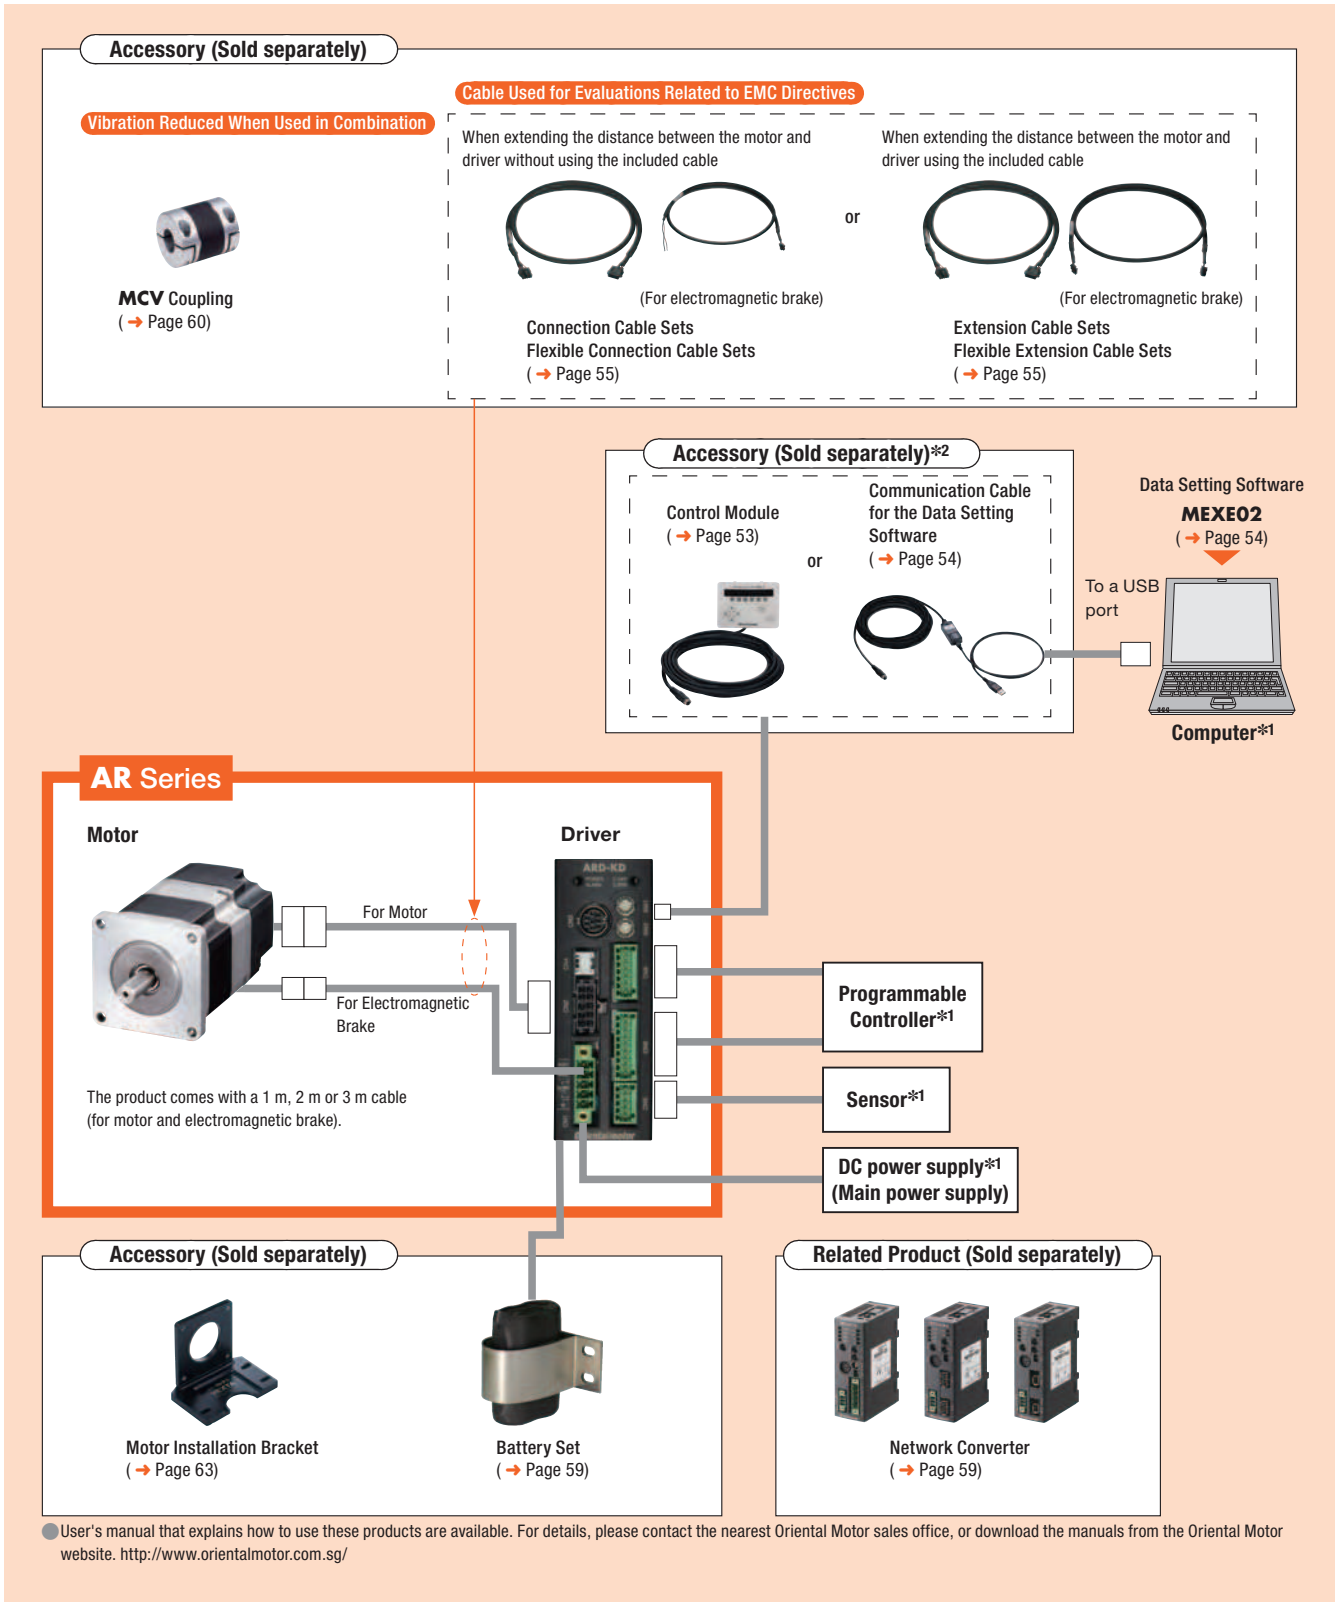 Accessory (Sold separately)
Cable Used for Evaluations Related to EMC Directives
Vibration Reduced When Used in Combination
When extending the distance between the motor and
driver without using the included cable
When extending the distance between the motor and
driver using the included cable
or
MCV Coupling
( ➜ Page 60)
(For electromagnetic brake)
Connection Cable Sets
Flexible Connection Cable Sets
( ➜ Page 55)
(For electromagnetic brake)
Extension Cable Sets
Flexible Extension Cable Sets
( ➜ Page 55)
Accessory (Sold separately)*2
Control Module
( ➜ Page 53)
or
Communication Cable
for the Data Setting
Software
( ➜ Page 54)
Data Setting Software
MEXE02
( ➜ Page 54)
To a USB
port
Computer*1
AR Series
Motor
Driver
ARD-KD
For Motor
For Electromagnetic
Brake
The product comes with a 1 m, 2 m or 3 m cable
(for motor and electromagnetic brake).
Programmable
Controller*1
Sensor*1
DC power supply*1
(Main power supply)
Accessory (Sold separately)
Motor Installation Bracket
( ➜ Page 63)
Battery Set
( ➜ Page 59)
Related Product (Sold separately)
Network Converter
( ➜ Page 59)
●User's manual that explains how to use these products are available. For details, please contact the nearest Oriental Motor sales office, or download the manuals from the Oriental Motor
website. http://www.orientalmotor.com.sg/